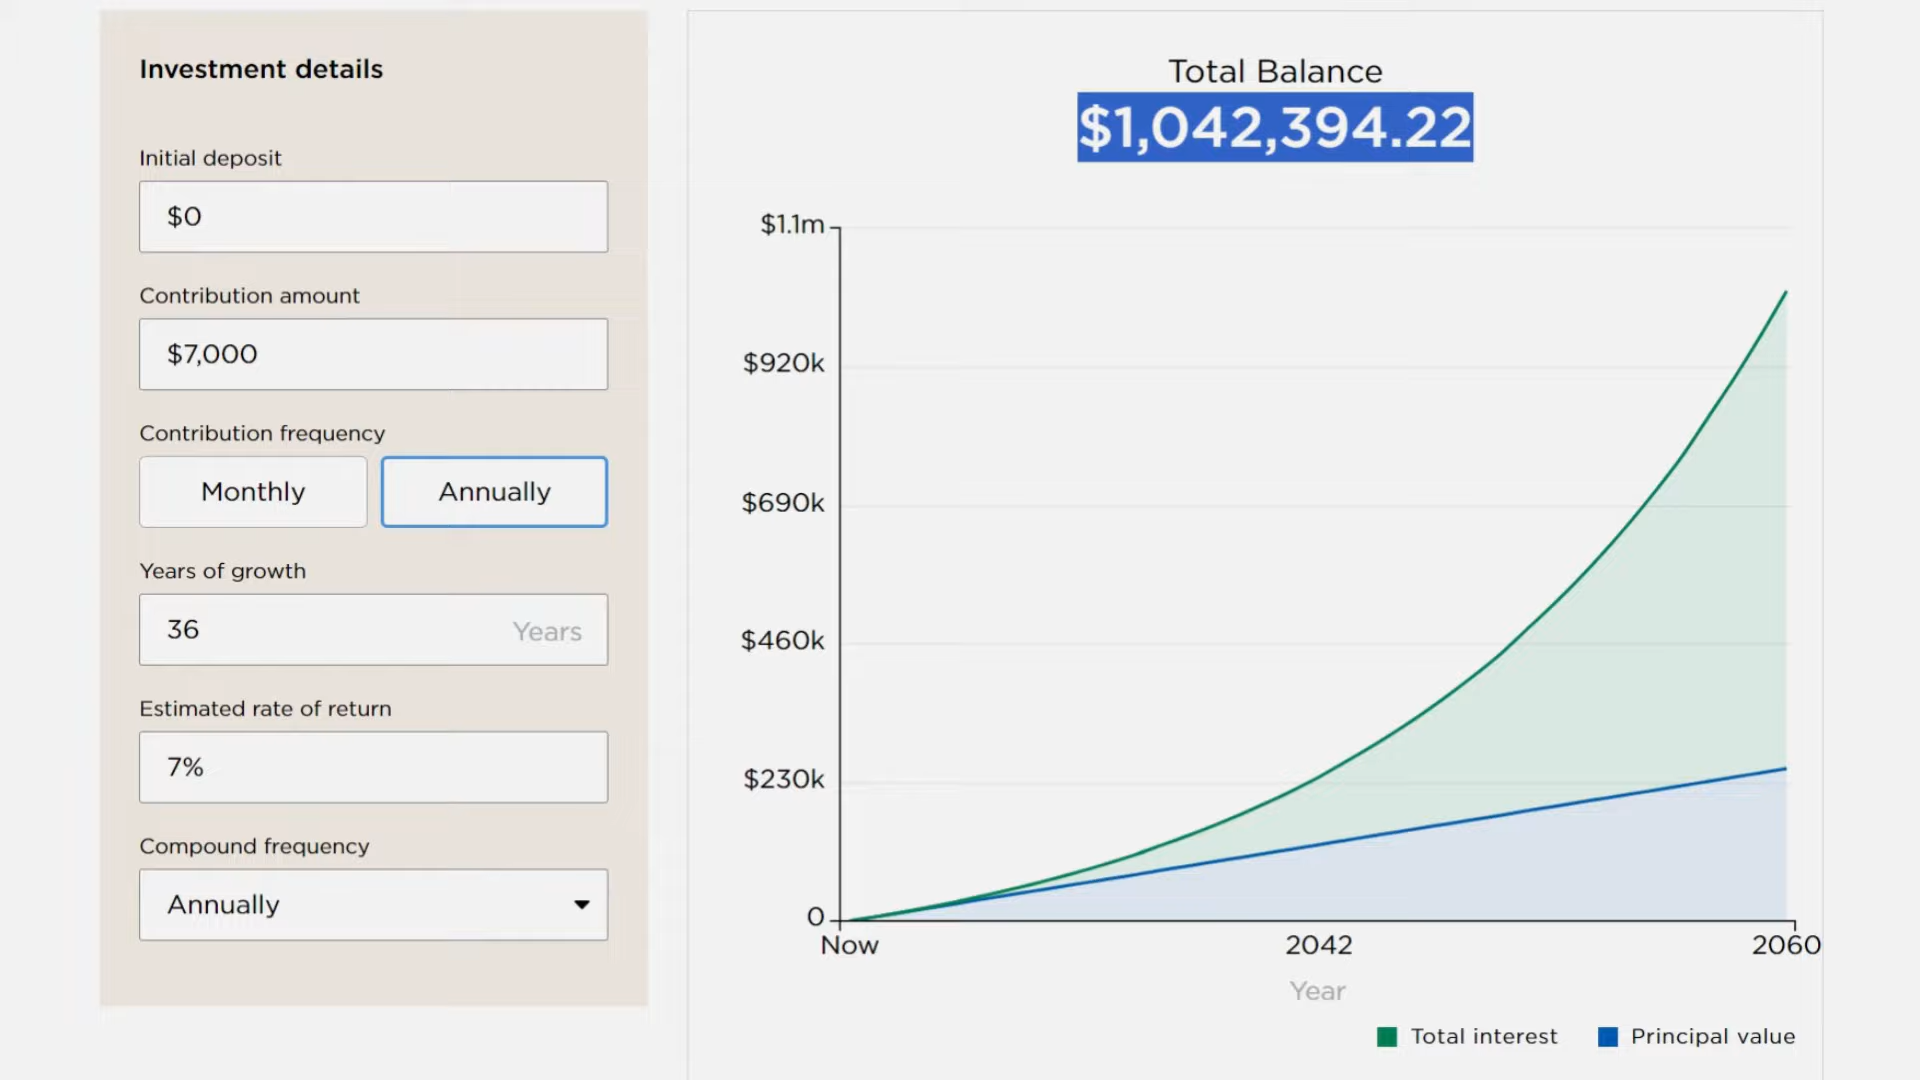 Investment details
Initial deposit
$0
Contribution amount
$7,000
Contribution frequency
Monthly
Annually
Years of growth
36
Years
Estimated rate of return
7%
Compound frequency
Annually
Total Balance
$1,042,394.22
$1.1m
$920k
$690k
$460k
$230k
0
Now
2042
2060
Year
Total interest
Principal value